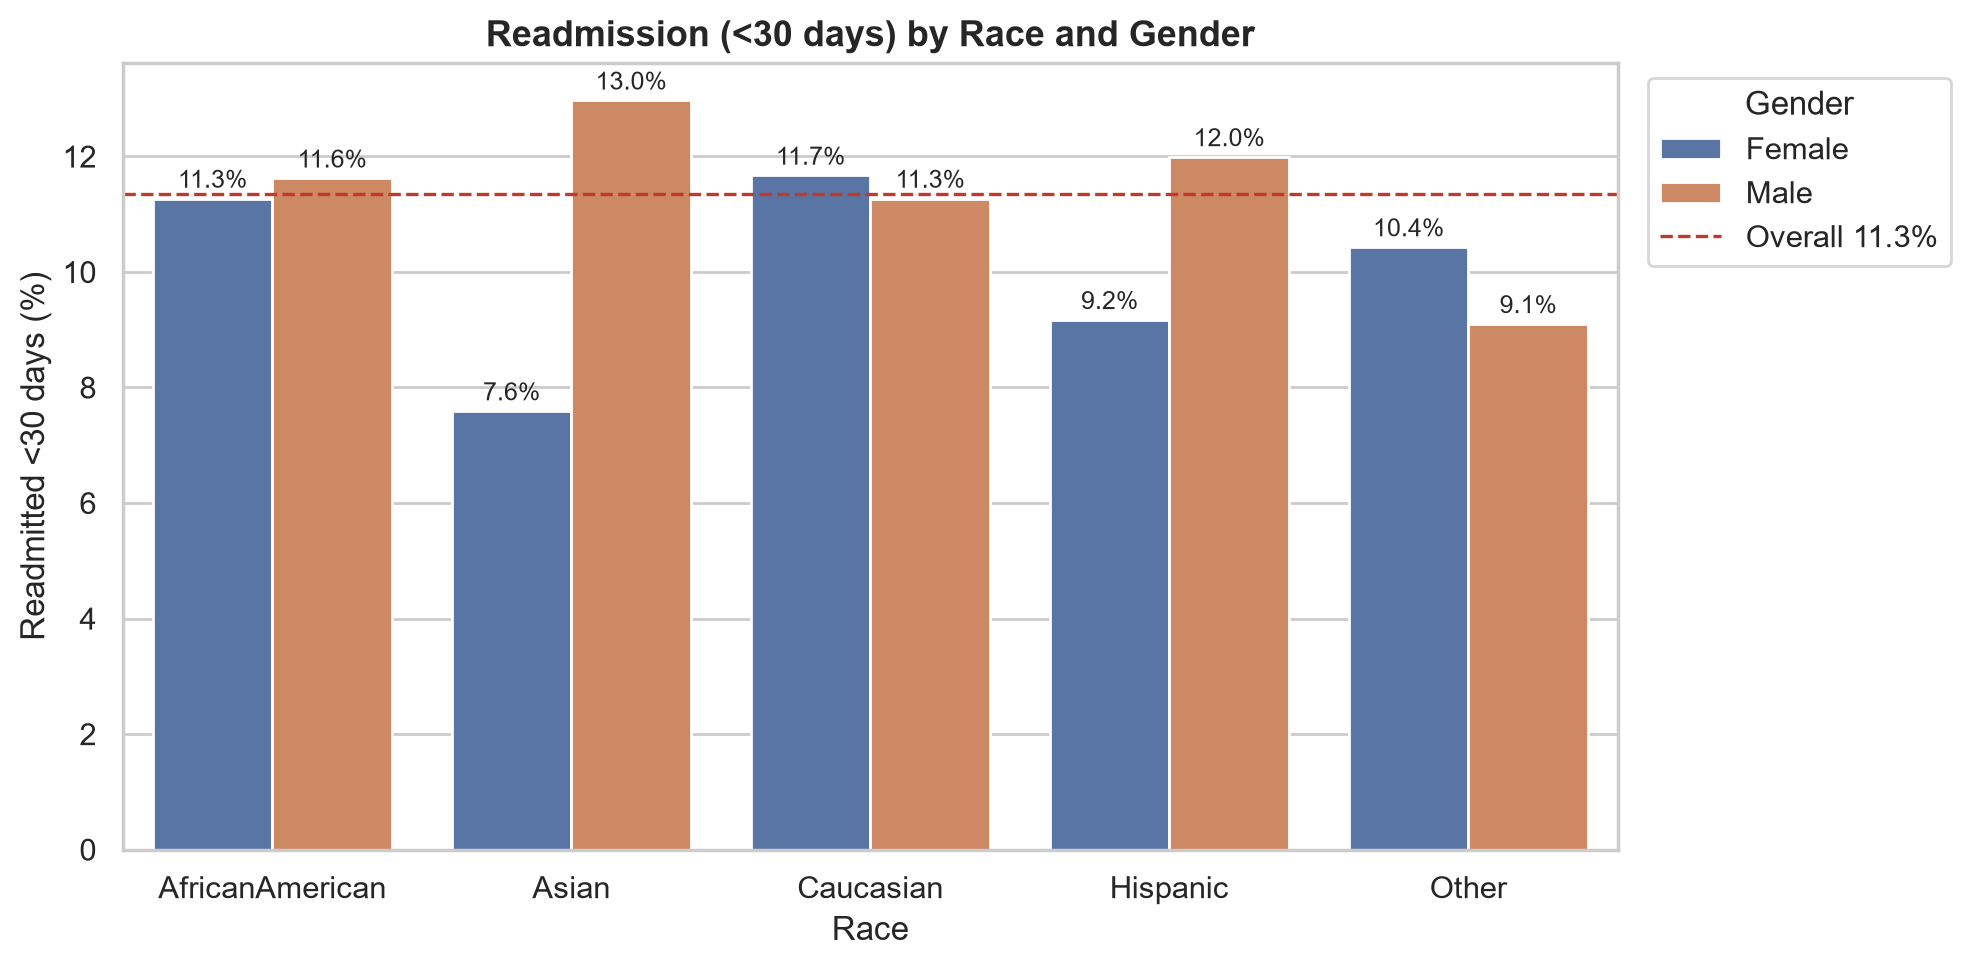 Readmission (<30 days) by Race and Gender
Readmitted <30 days (%)
12
10
8
6
4
2
0
11.3%
11.6%
7.6%
13.0%
11.7%
11.3%
9.2%
12.0%
10.4%
9.1%
AfricanAmerican
Asian
Caucasian
Hispanic
Other
Race
Gender
Female
Male
Overall 11.3%